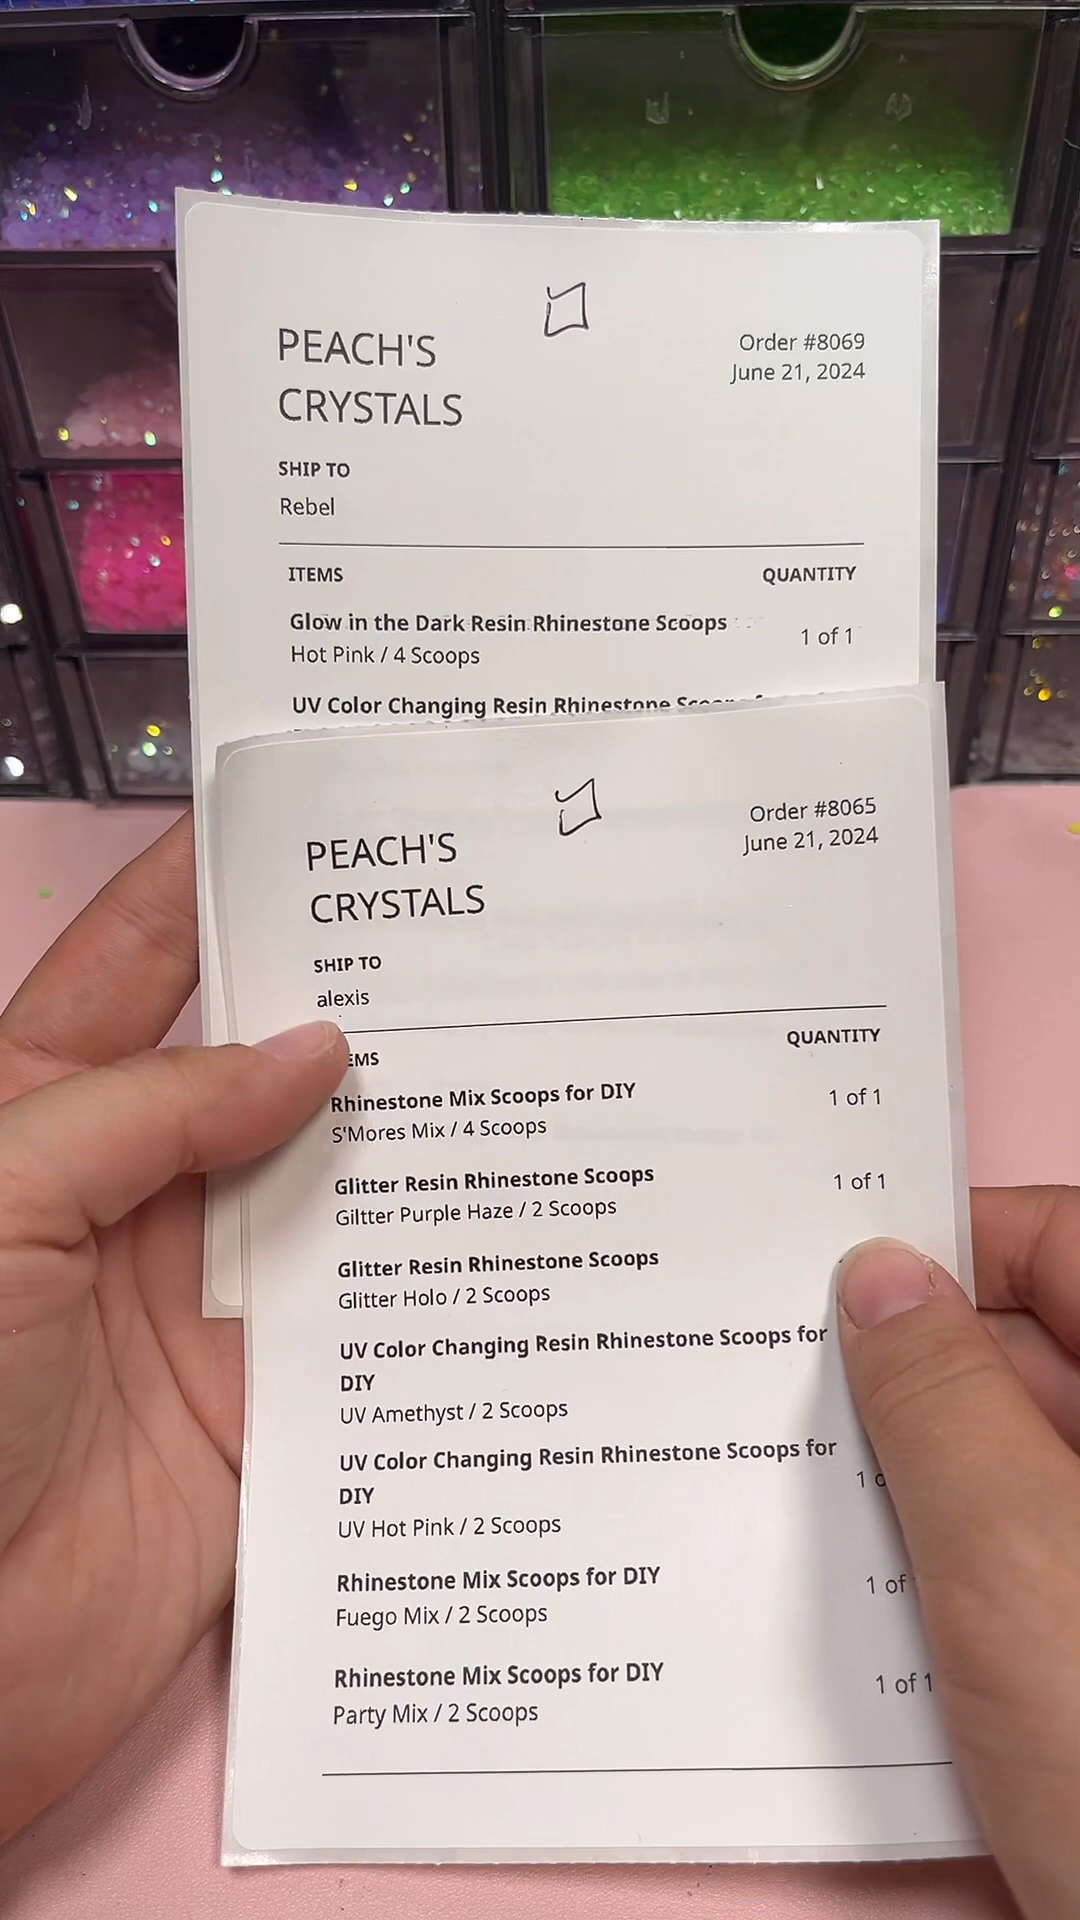 PEACH'S
CRYSTALS
Order #8069
June 21, 2024
SHIP TO
Rebel
ITEMS QUANTITY
Glow in the Dark Resin Rhinestone Scoops
Hot Pink / 4 Scoops
1 of 1
UV Color Changing Resin Rhinestone
PEACH'S
CRYSTALS
Order #8065
June 21, 2024
SHIP TO
alexis
EMS QUANTITY
Rhinestone Mix Scoops for DIY
S'Mores Mix / 4 Scoops
1 of 1
Glitter Resin Rhinestone Scoops
Giltter Purple Haze / 2 Scoops
1 of 1
Glitter Resin Rhinestone Scoops
Glitter Holo / 2 Scoops
UV Color Changing Resin Rhinestone Scoops for
DIY
UV Amethyst / 2 Scoops
UV Color Changing Resin Rhinestone Scoops for
DIY
UV Hot Pink / 2 Scoops
1
Rhinestone Mix Scoops for DIY
Fuego Mix / 2 Scoops
1 of
Rhinestone Mix Scoops for DIY
Party Mix / 2 Scoops
1 of 1